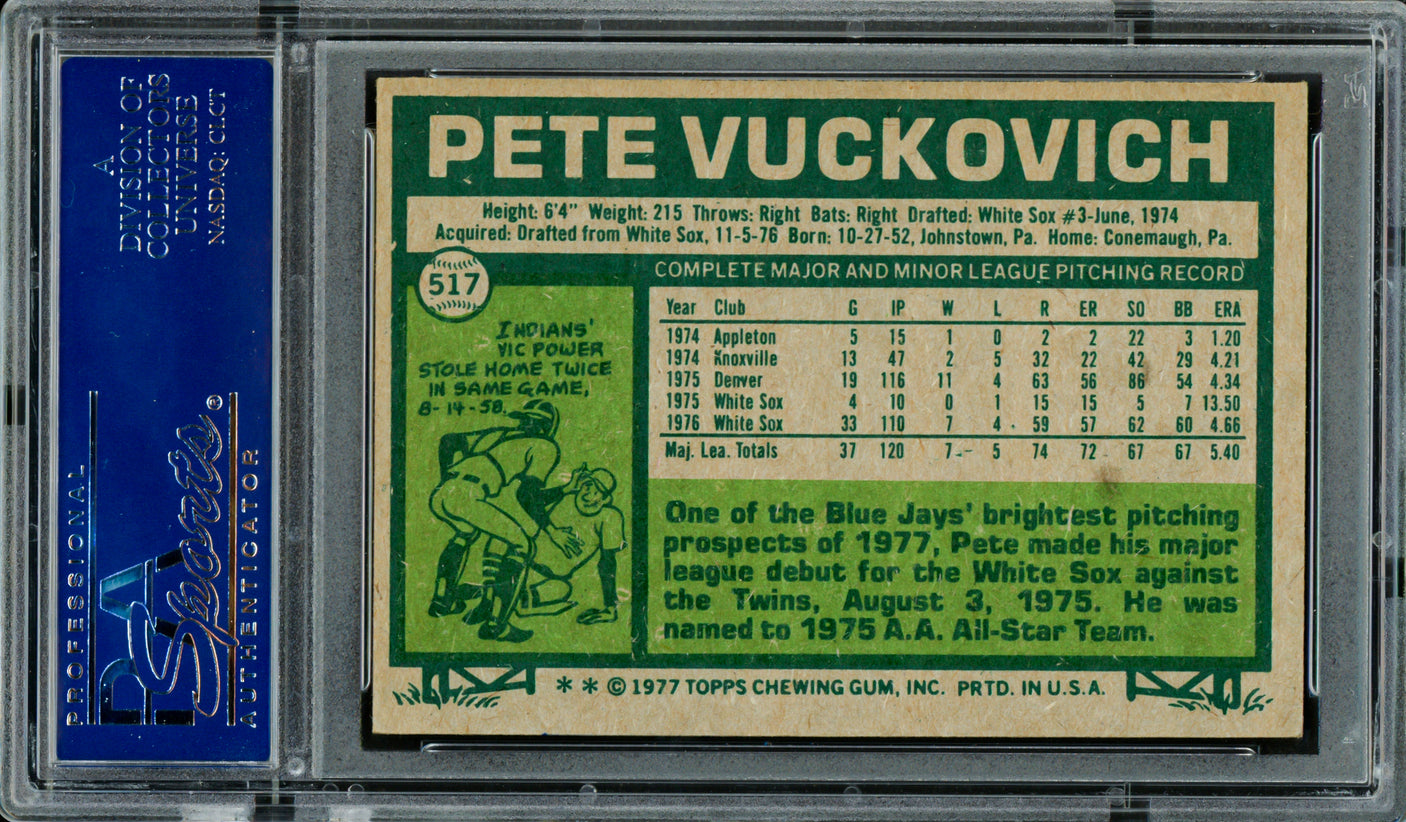 A
DIVISION OF
COLLECTORS
UNIVERSE
NASDAQ: CLCT
PROFESSIONAL
PSA
Sports®
AUTHENTICATOR
PETE VUCKOVICH
Height: 6'4" Weight: 215 Throws: Right Bats: Right Drafted: White Sox #3-June, 1974
Acquired: Drafted from White Sox, 11-5-76 Born: 10-27-52, Johnstown, Pa. Home: Conemaugh, Pa.
517
INDIANS'
VIC POWER
STOLE HOME TWICE
IN SAME GAME,
8-14-58.
COMPLETE MAJOR AND MINOR LEAGUE PITCHING RECORD
Year Club G IP W L R ER SO BB ERA
1974 Appleton 5 15 1 0 2 2 22 3 1.20
1974 Knoxville 13 47 2 5 32 22 42 29 4.21
1975 Denver 19 116 11 4 63 56 86 54 4.34
1975 White Sox 4 10 0 1 15 15 5 7 13.50
1976 White Sox 33 110 7 4 59 57 62 60 4.66
Maj. Lea. Totals 37 120 7 5 74 72 67 67 5.40
One of the Blue Jays' brightest pitching
prospects of 1977, Pete made his major
league debut for the White Sox against
the Twins, August 3, 1975. He was
named to 1975 A.A. All-Star Team.
* * © 1977 TOPPS CHEWING GUM, INC. PRTD. IN U.S.A.